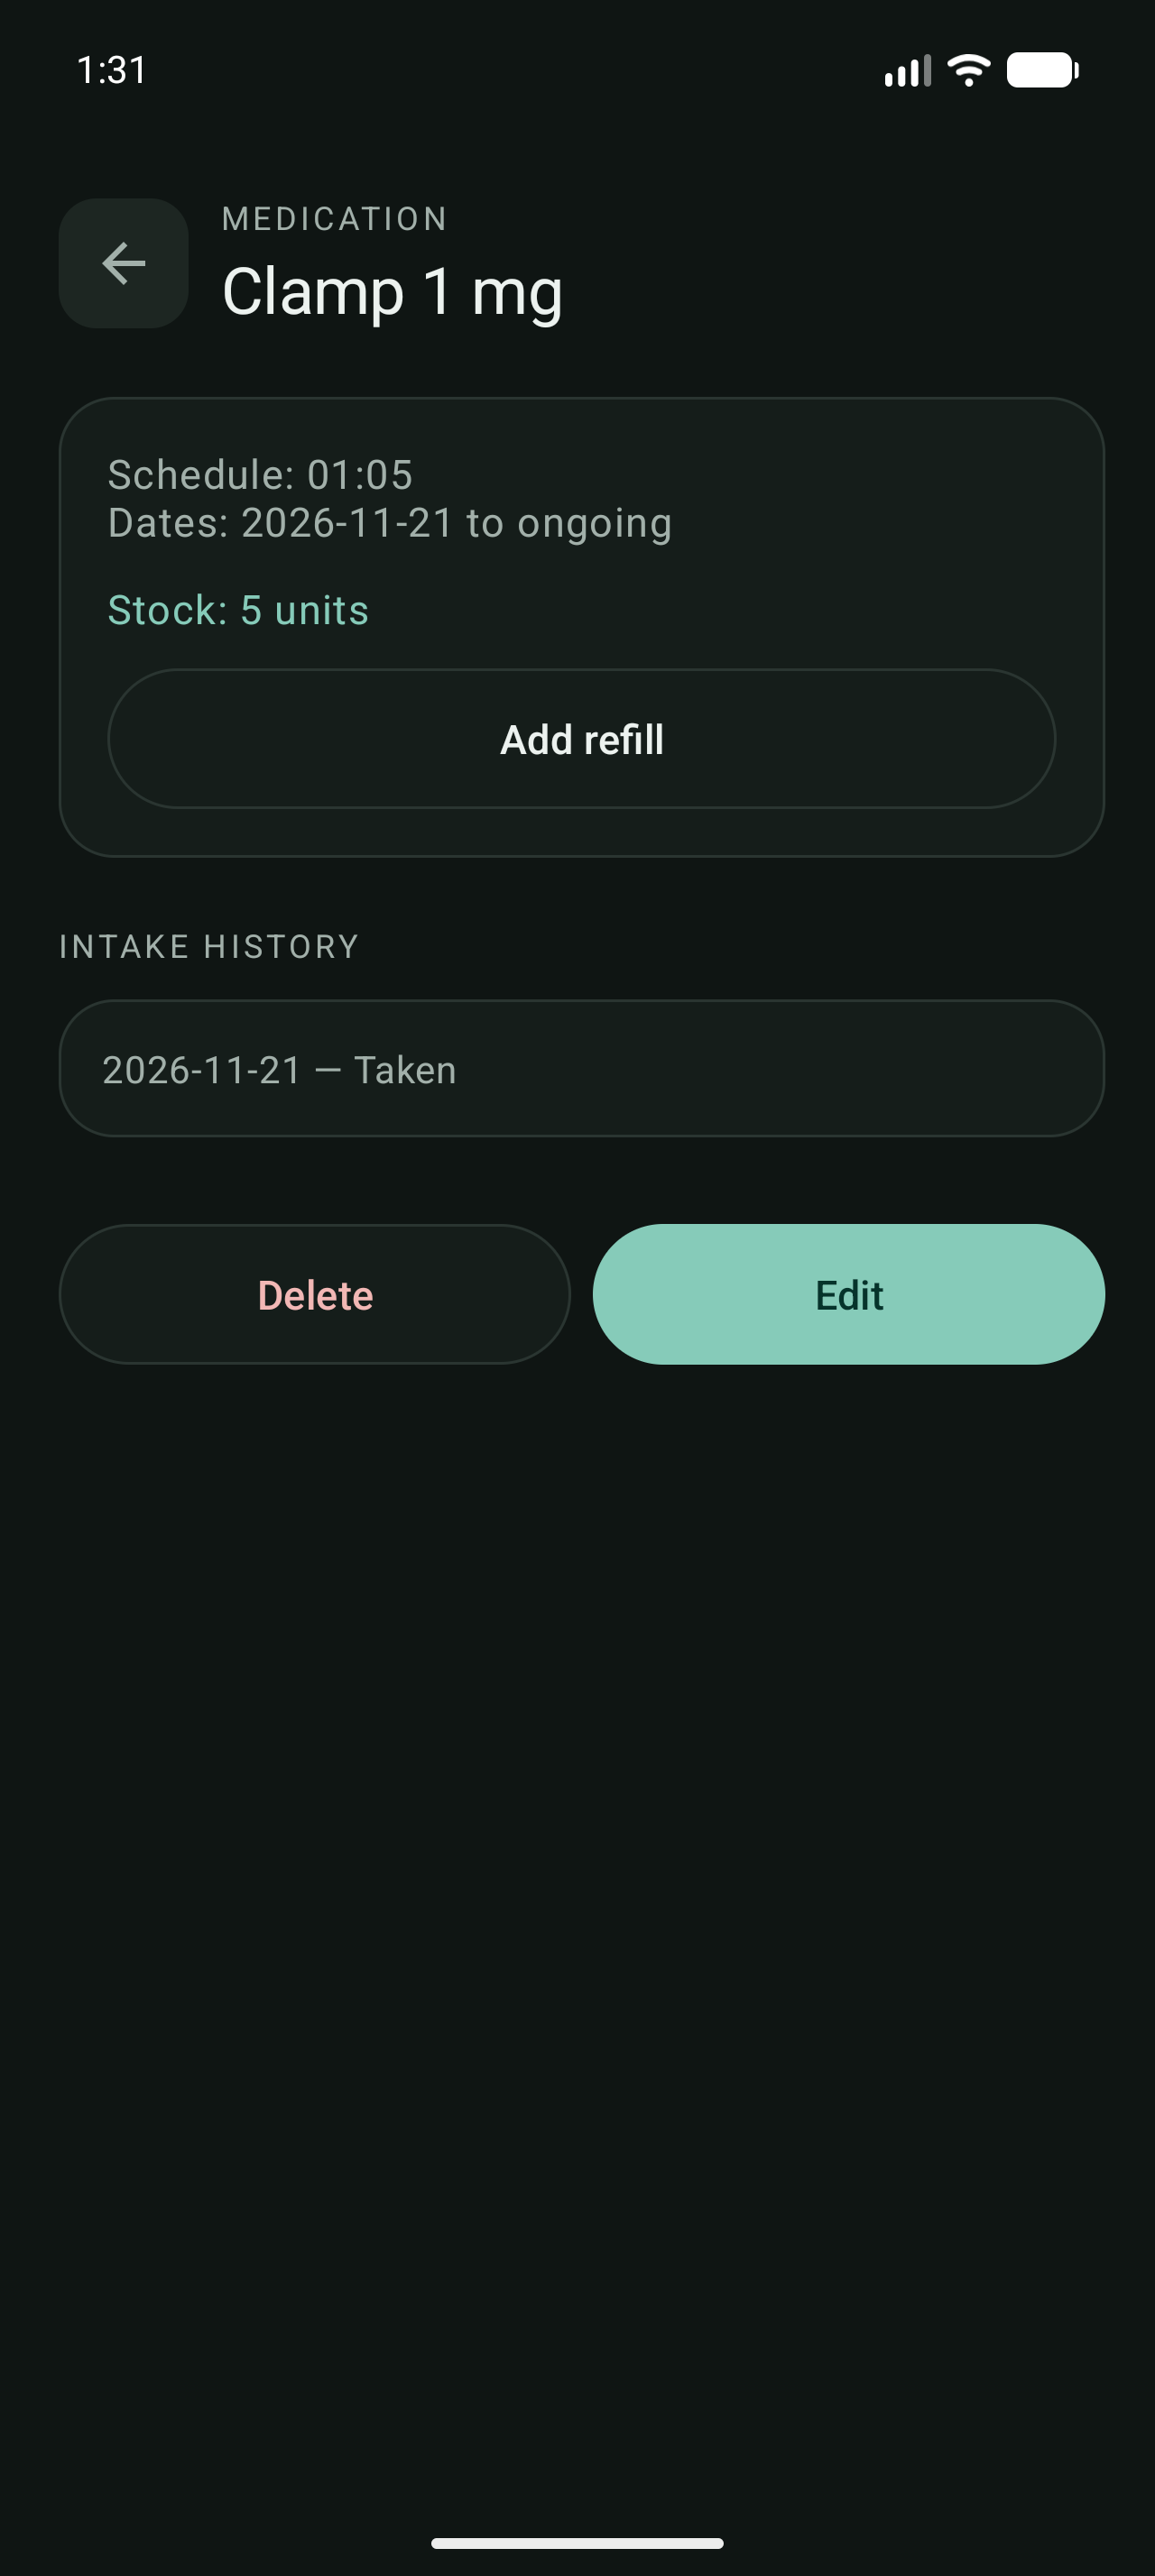 1:31
MEDICATION
Clamp 1 mg
Schedule: 01:05
Dates: 2026-11-21 to ongoing
Stock: 5 units
Add refill
INTAKE HISTORY
2026-11-21 — Taken
Delete
Edit